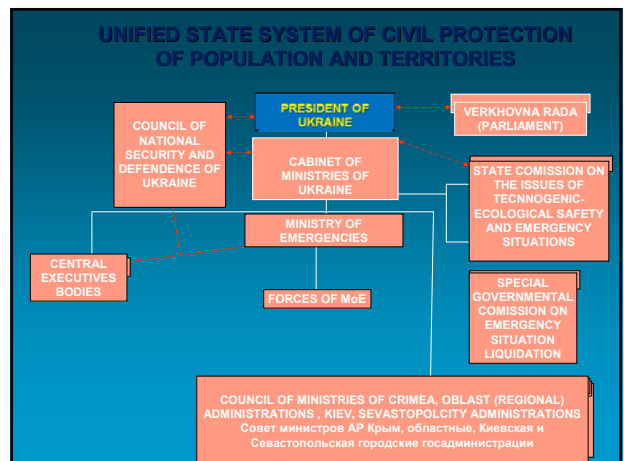 UNIFIED STATE SYSTEM OF CIVIL PROTECTION
OF POPULATION AND TERRITORIES
PRESIDENT OF
UKRAINE
VERKHOVNA RADA
(PARLIAMENT)
COUNCIL OF
NATIONAL
SECURITY AND
DEFENDENCE OF
UKRAINE
CABINET OF
MINISTRIES OF
UKRAINE
STATE COMISSION ON
THE ISSUES OF
TECNNOGENIC-
ECOLOGICAL SAFETY
AND EMERGENCY
SITUATIONS
MINISTRY OF
EMERGENCIES
CENTRAL
EXECUTIVES
BODIES
FORCES OF MoE
SPECIAL
GOVERNMENTAL
COMISSION ON
EMERGENCY
SITUATION
LIQUIDATION
COUNCIL OF MINISTRIES OF CRIMEA, OBLAST (REGIONAL)
ADMINISTRATIONS , KIEV, SEVASTOPOLCITY ADMINISTRATIONS
Совет министров АР Крым, областные, Киевская и
Севастопольская городские госадминистрации